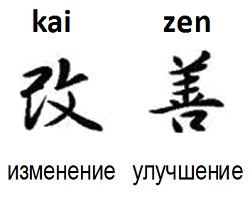 kai zen
改善
изменение улучшение